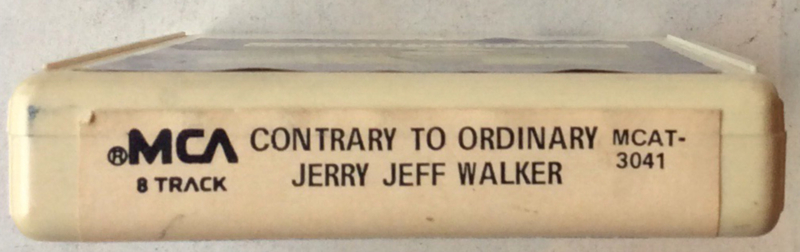 ®MCA
8 TRACK
CONTRARY TO ORDINARY
JERRY JEFF WALKER
MCAT-
3041